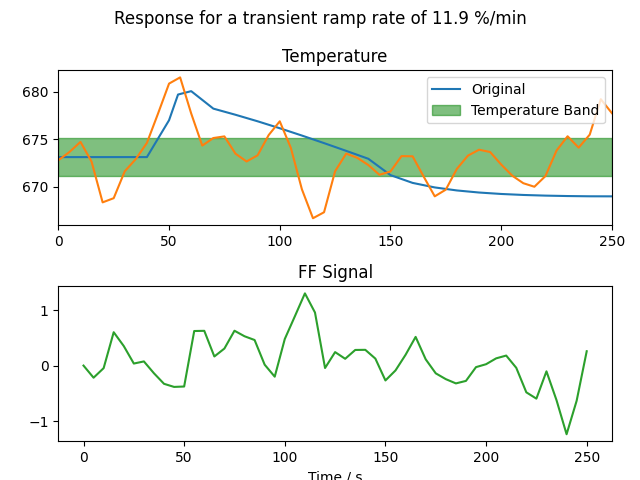 Response for a transient ramp rate of 11.9 %/min
Temperature
680
675
670
Original
Temperature Band
0 50 100 150 200 250
FF Signal
1
0
−1
0 50 100 150 200 250
Time / s